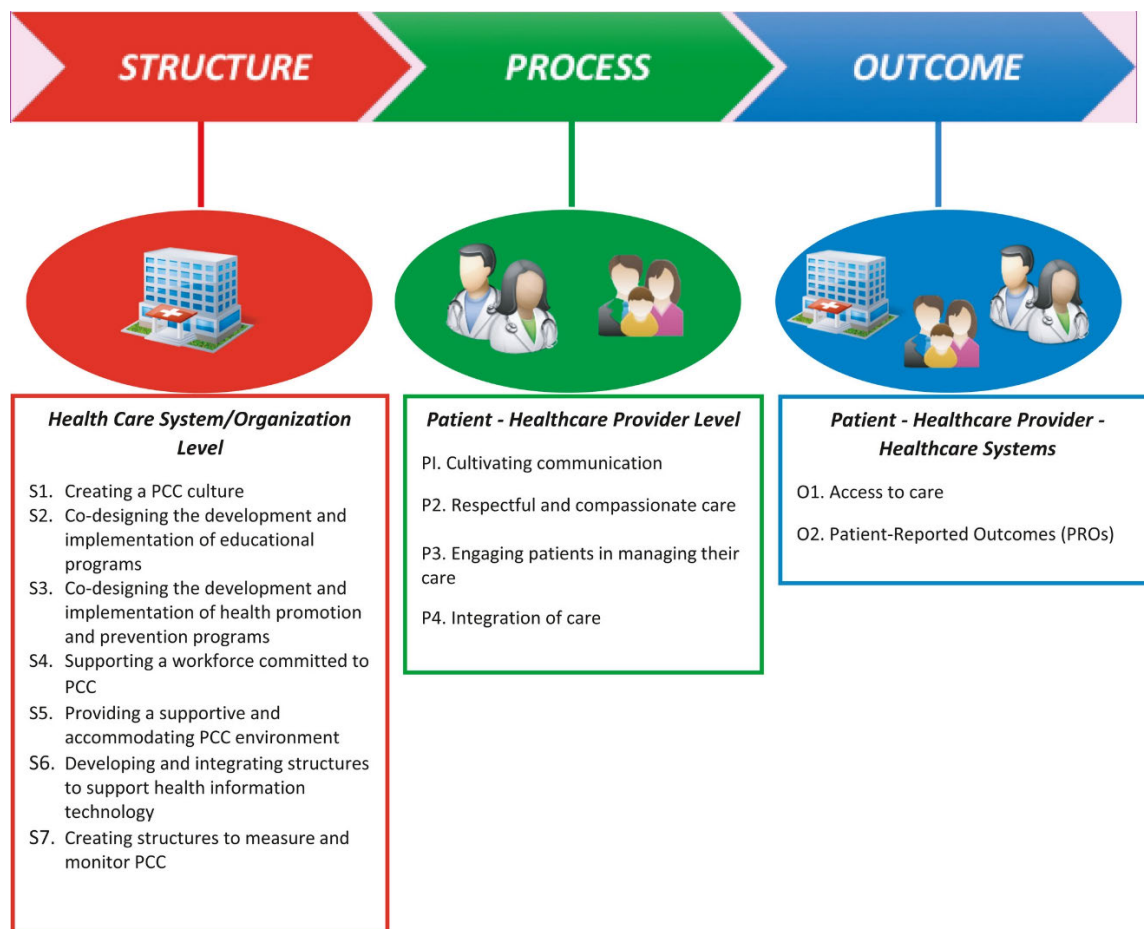 STRUCTURE
PROCESS
OUTCOME
Health Care System/Organization
Level
S1. Creating a PCC culture
S2. Co-designing the development and
implementation of educational
programs
S3. Co-designing the development and
implementation of health promotion
and prevention programs
S4. Supporting a workforce committed to
PCC
S5. Providing a supportive and
accommodating PCC environment
S6. Developing and integrating structures
to support health information
technology
S7. Creating structures to measure and
monitor PCC
Patient - Healthcare Provider Level
PI. Cultivating communication
P2. Respectful and compassionate care
P3. Engaging patients in managing their
care
P4. Integration of care
Patient - Healthcare Provider -
Healthcare Systems
O1. Access to care
O2. Patient-Reported Outcomes (PROs)